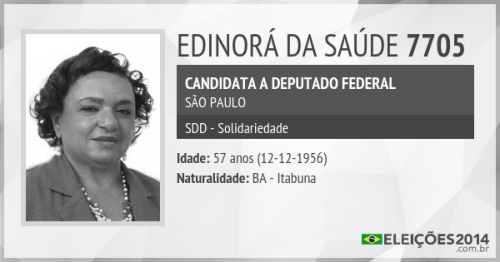 EDINORÁ DA SAÚDE 7705
CANDIDATA A DEPUTADO FEDERAL
SÃO PAULO
SDD - Solidariedade
Idade: 57 anos (12-12-1956)
Naturalidade: BA - Itabuna
ELEIÇÕES2014
.com.br